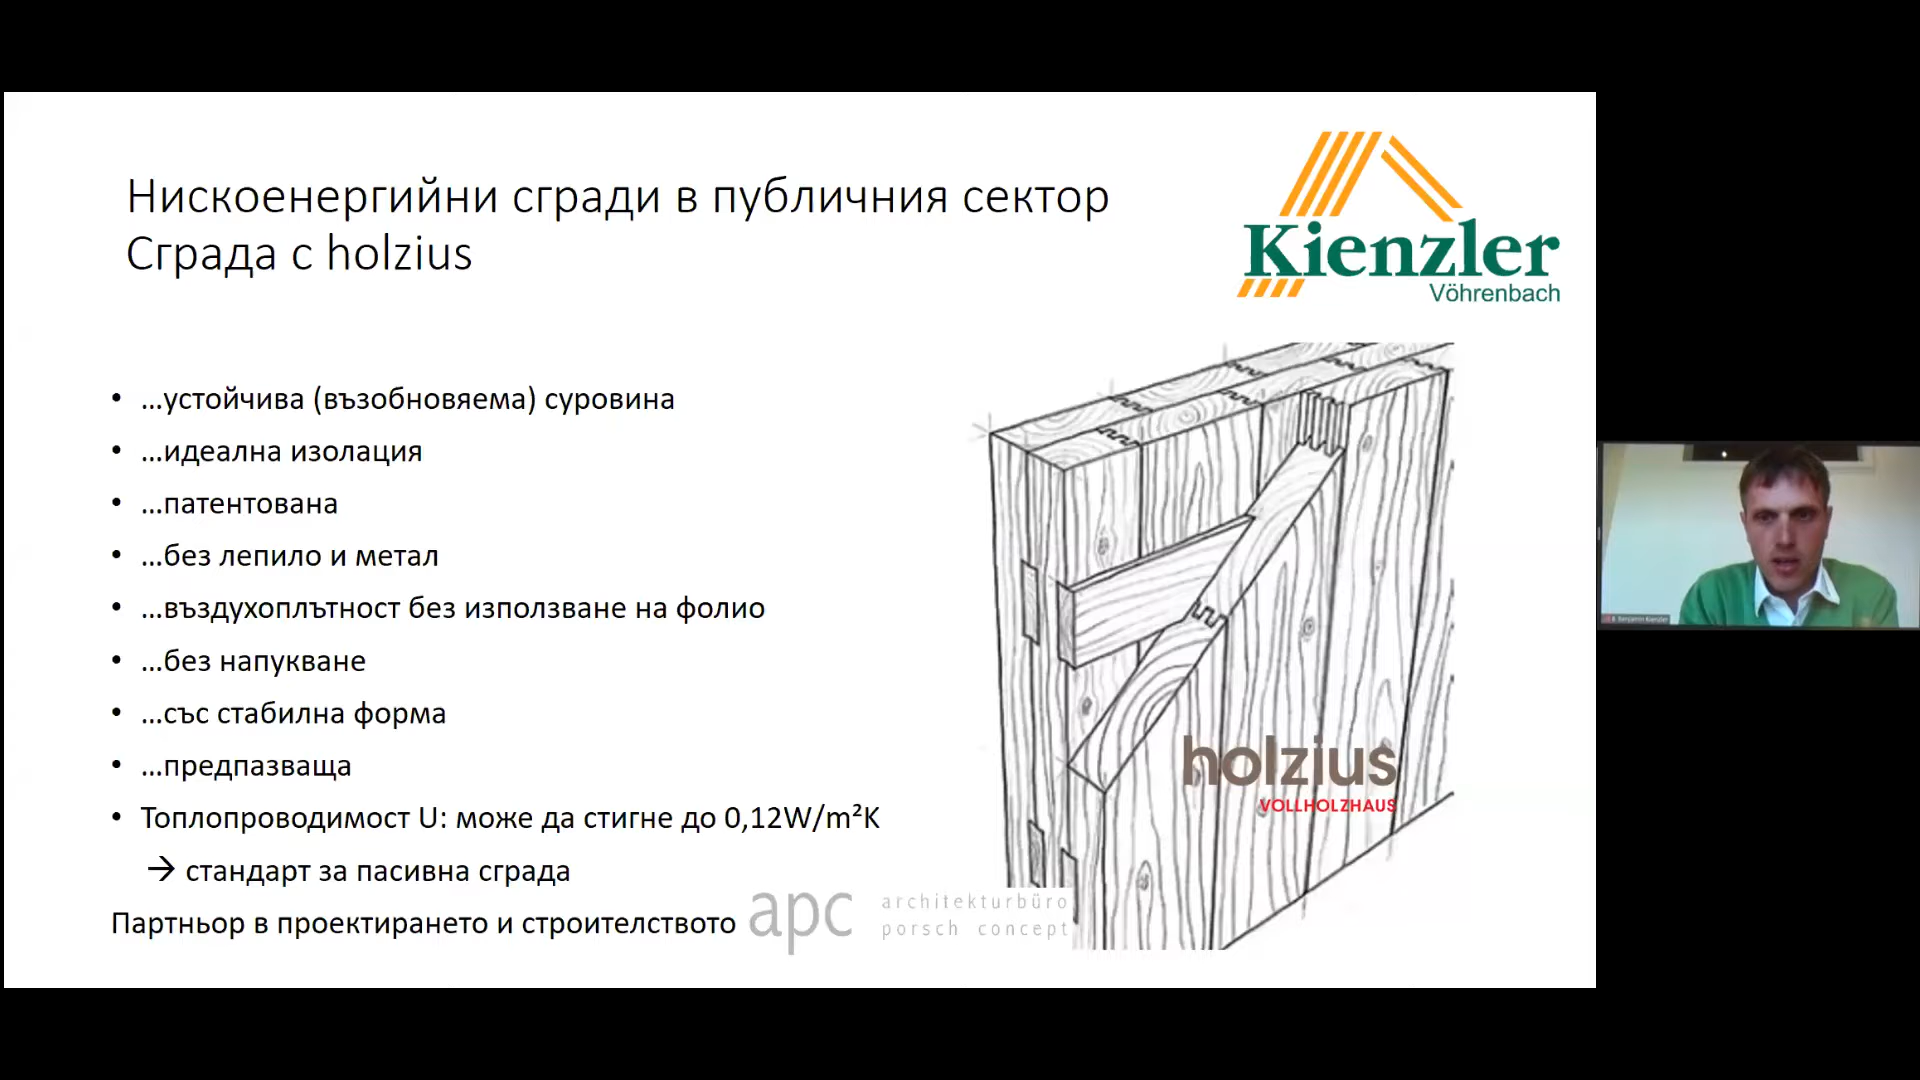 Нискоенергийни сгради в публичния сектор
Сграда с holzius
Kienzler
Vöhrenbach
• ...устойчива (възобновяема) суровина
• ...идеална изолация
• ...патентована
• ...без лепило и метал
• ...въздухоплътност без използване на фолио
• ...без напукване
• ...със стабилна форма
• ...предпазваща
• Топлопроводимост U: може да стигне до 0,12W/m²K
→ стандарт за пасивна сграда
Партньор в проектирането и строителството
apc architekturbüro
porsch concept
holzius
VOLLHOLZHAUS
Benjamin Kienzler